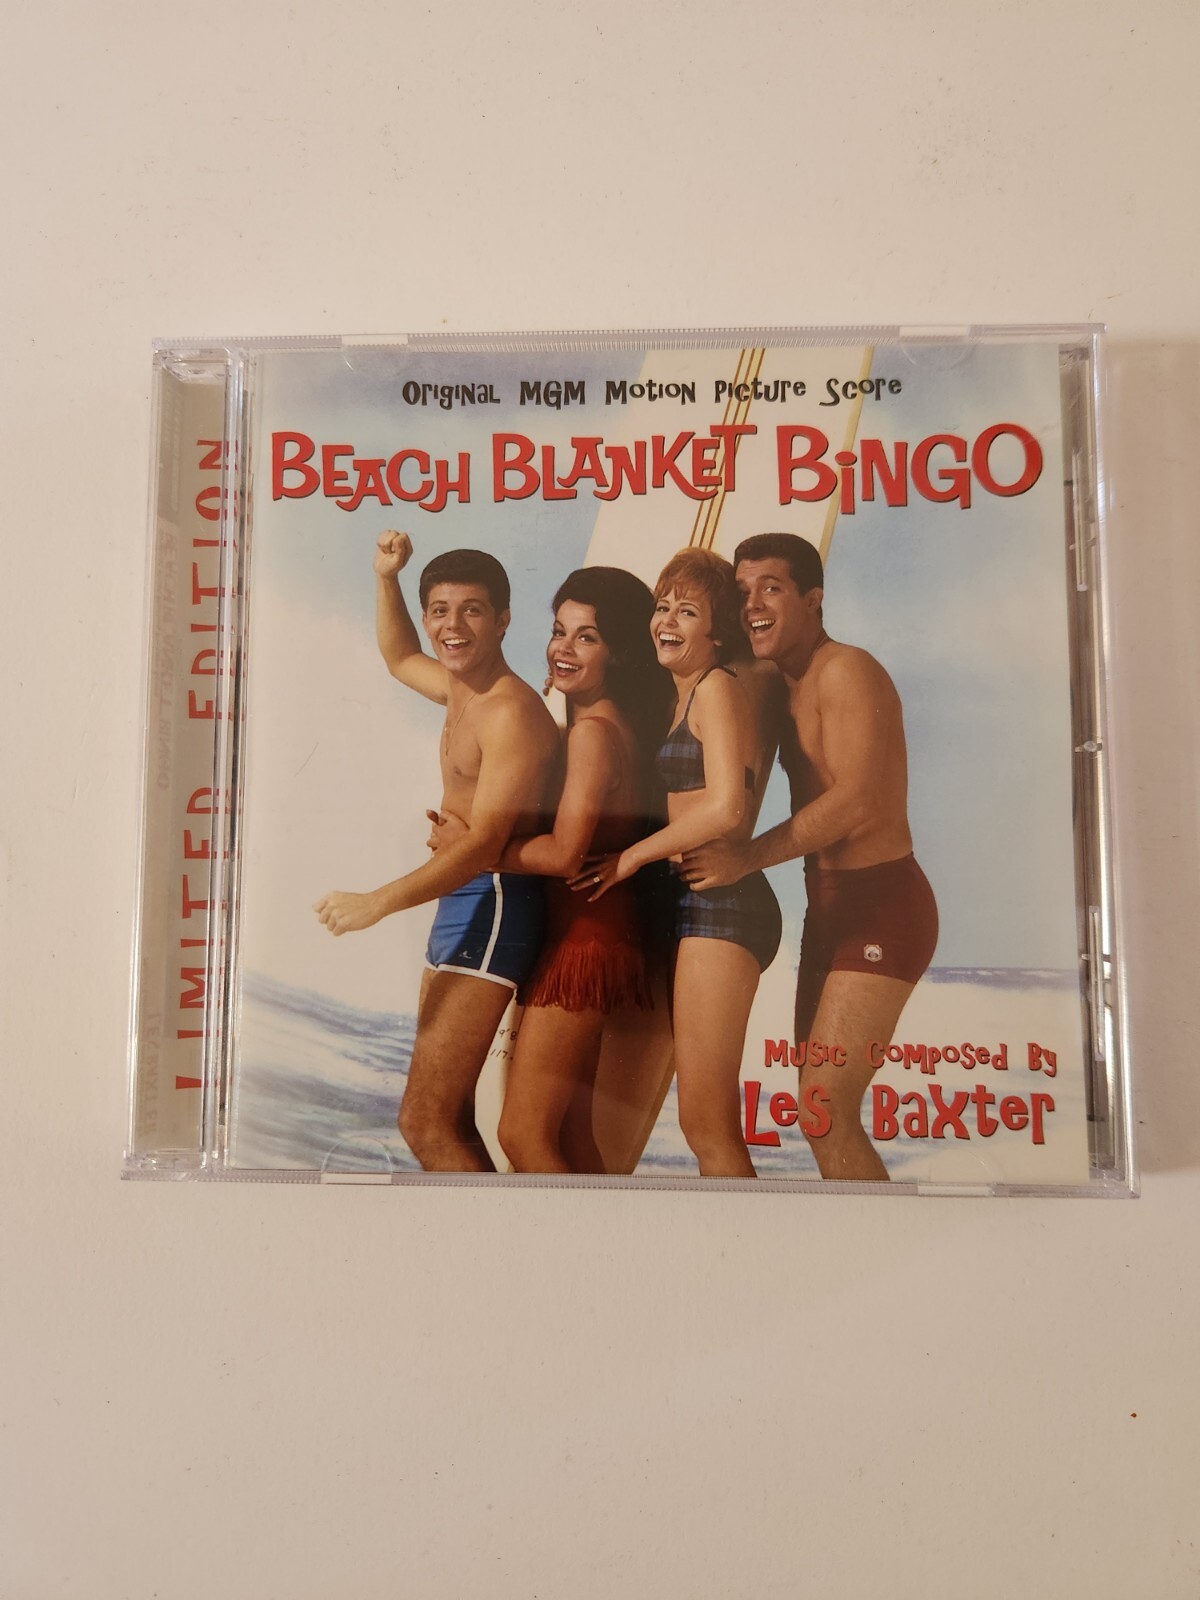 Original MGM Motion Picture Score
BEACH BLANKET BiNGO
LIMITED EDITION
Music Composed By
Les Baxter